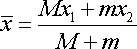 x̄ = (Mx₁ + mx₂) / (M + m)